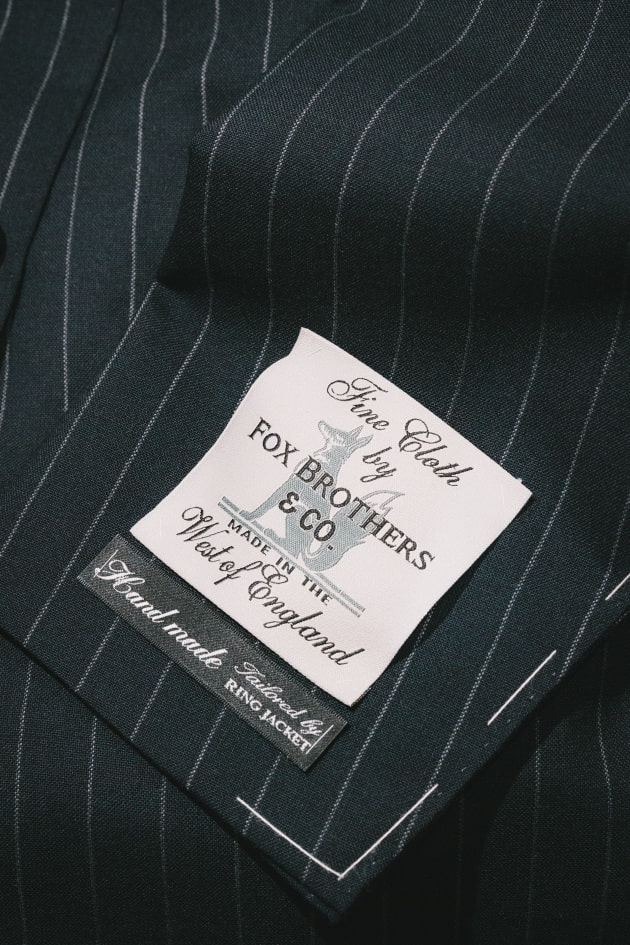 Fine Cloth
by
FOX BROTHERS
& CO.
MADE IN THE
West of England
Hand made
Tailored by
RING JACKET